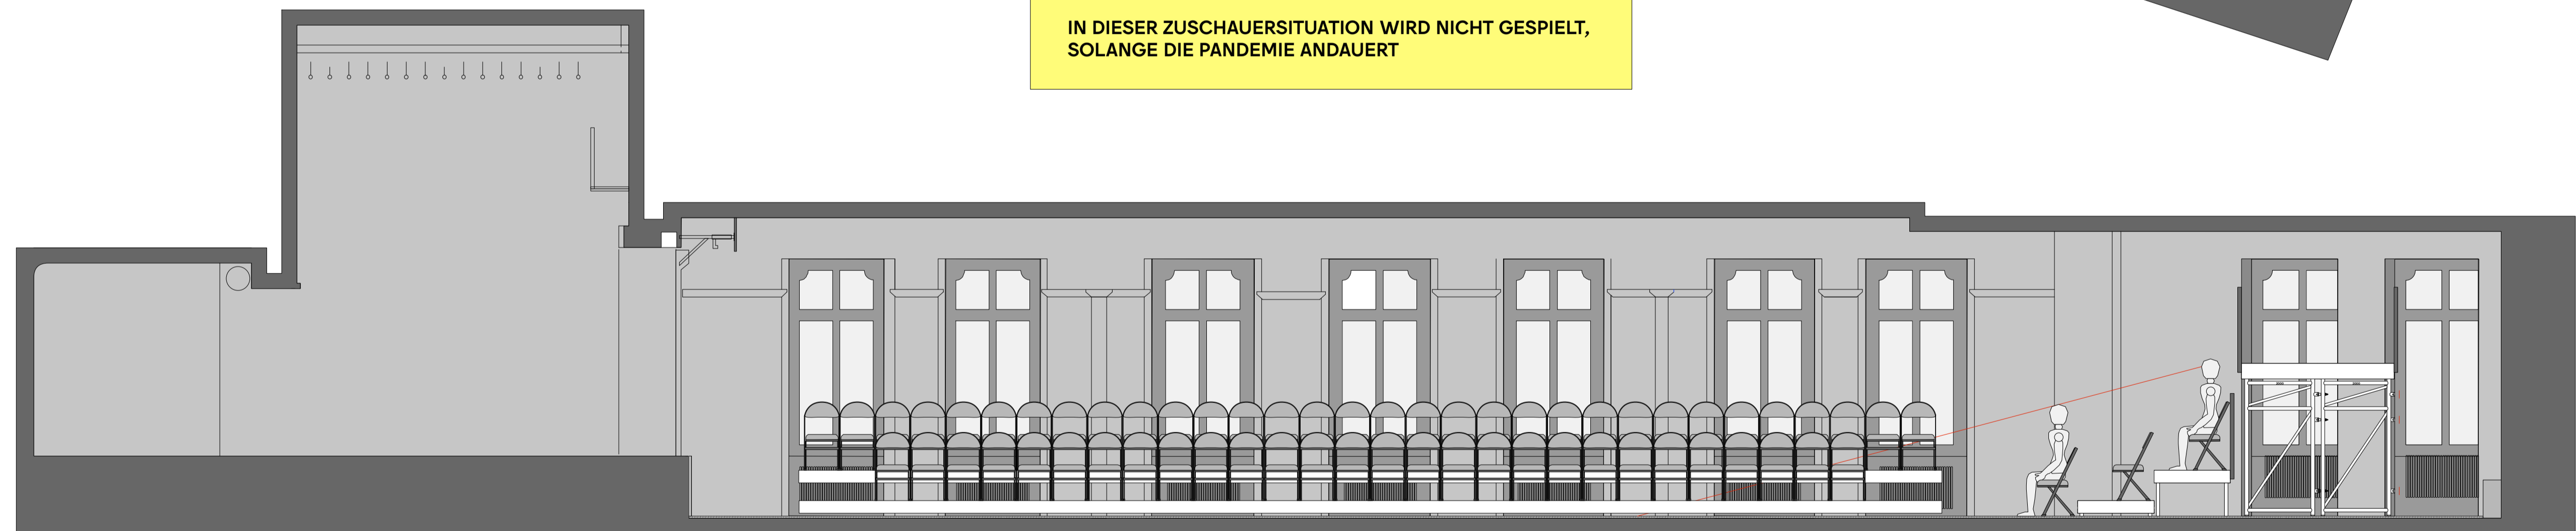 IN DIESER ZUSCHAUERSITUATION WIRD NICHT GESPIELT,
SOLANGE DIE PANDEMIE ANDAUERT